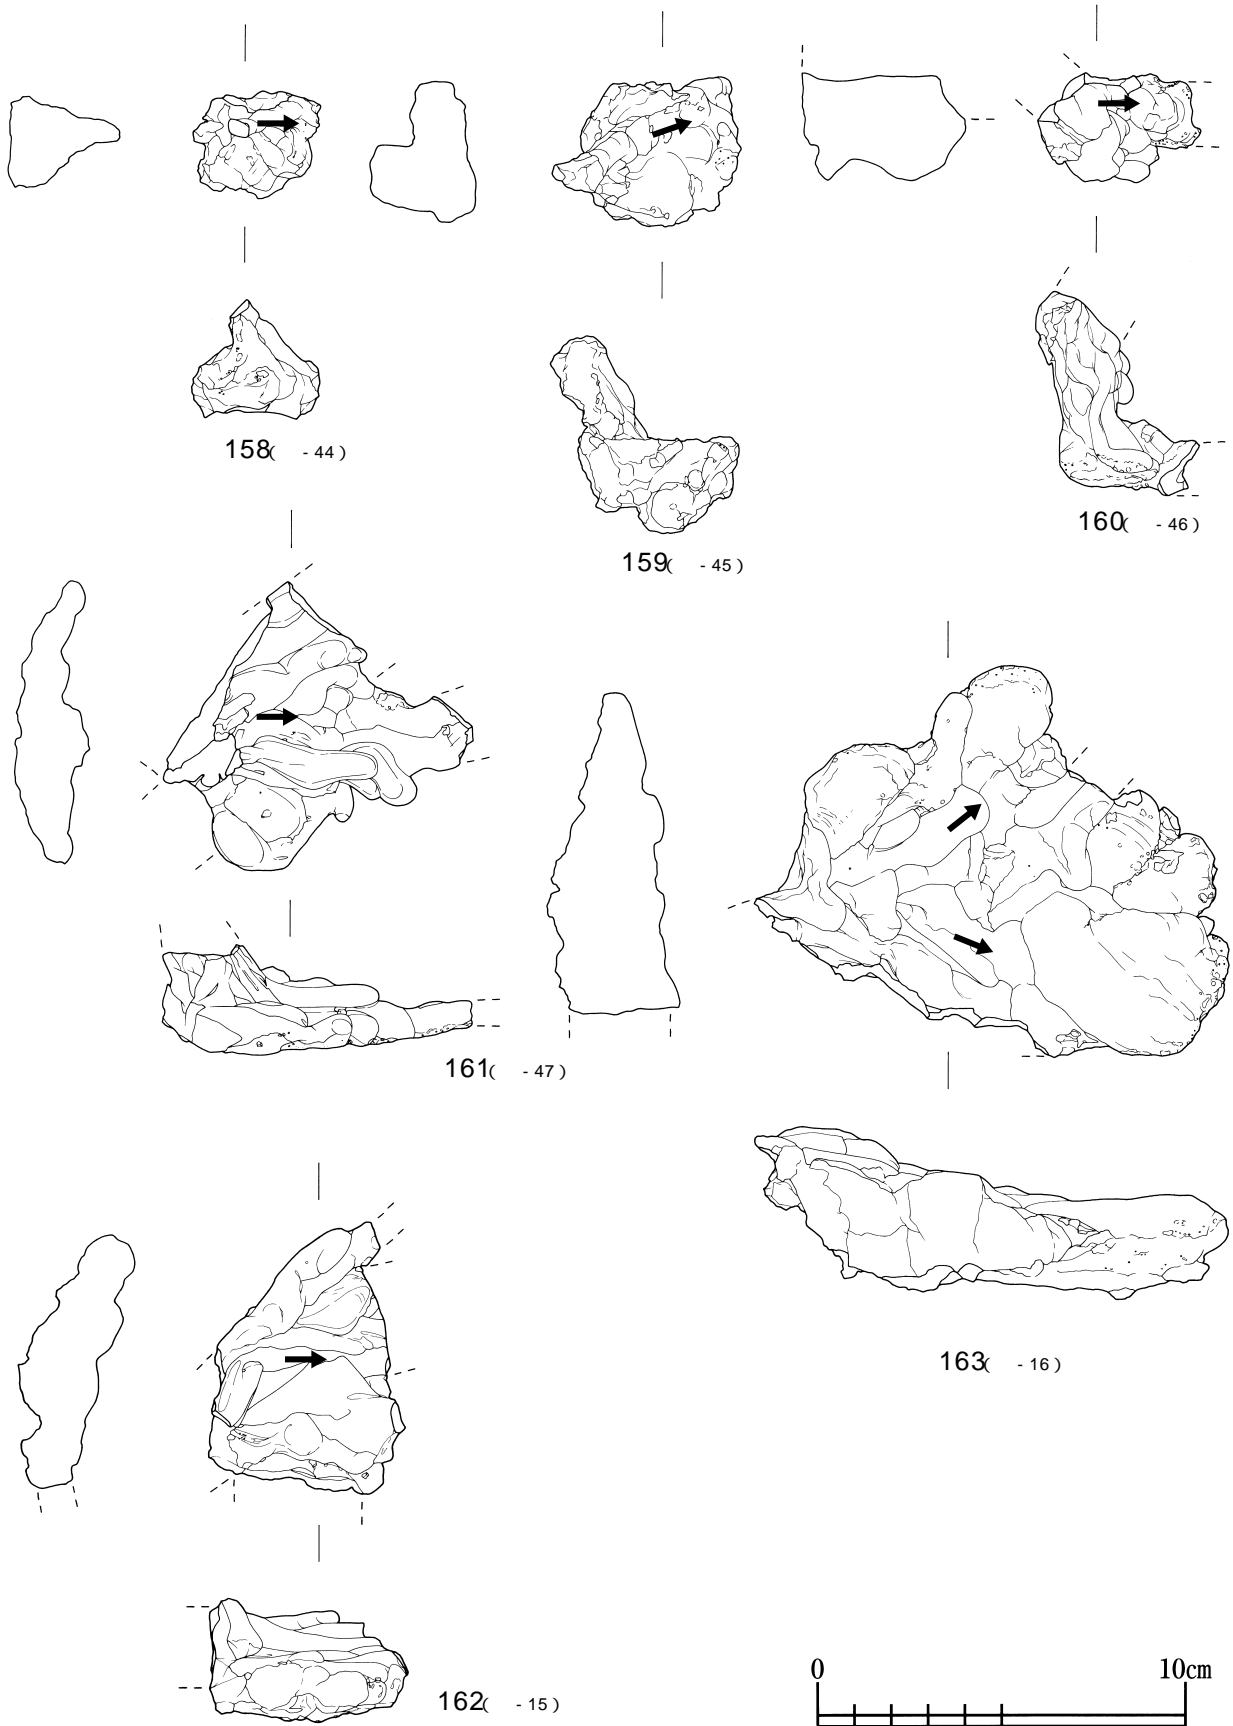 158( - 44 )
159( - 45 )
160( - 46 )
161( - 47 )
163( - 16 )
162( - 15 )
0 10cm